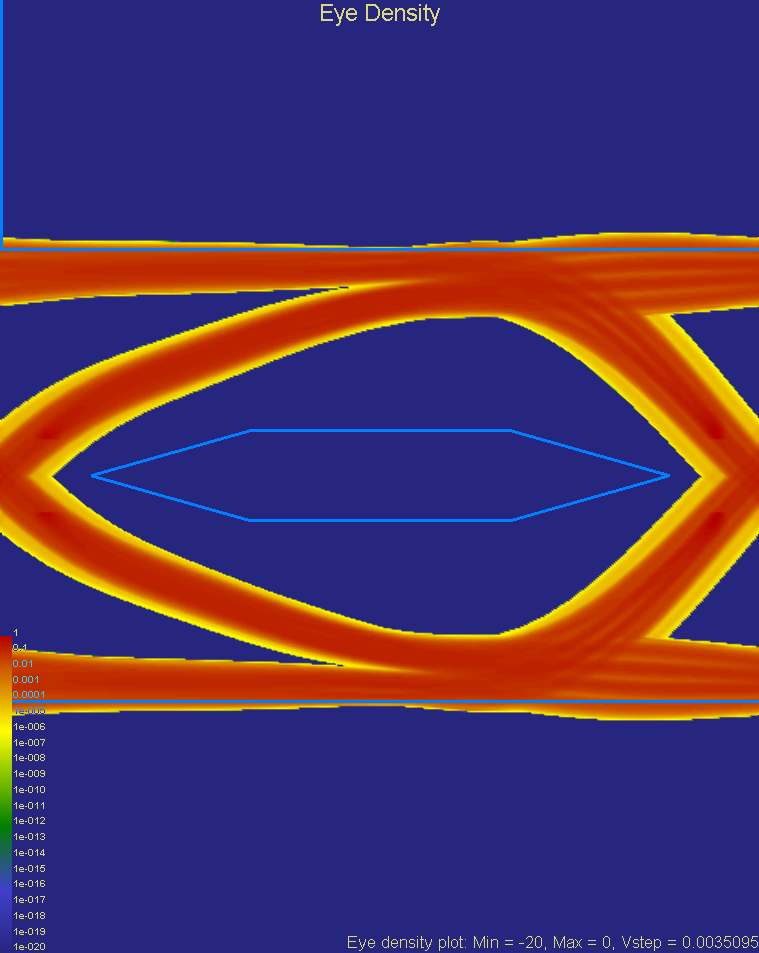 Eye Density
1
0.1
0.01
0.001
0.0001
1e-005
1e-006
1e-007
1e-008
1e-009
1e-010
1e-011
1e-012
1e-013
1e-014
1e-015
1e-016
1e-017
1e-018
1e-019
1e-020
Eye density plot: Min = -20, Max = 0, Vstep = 0.0035095